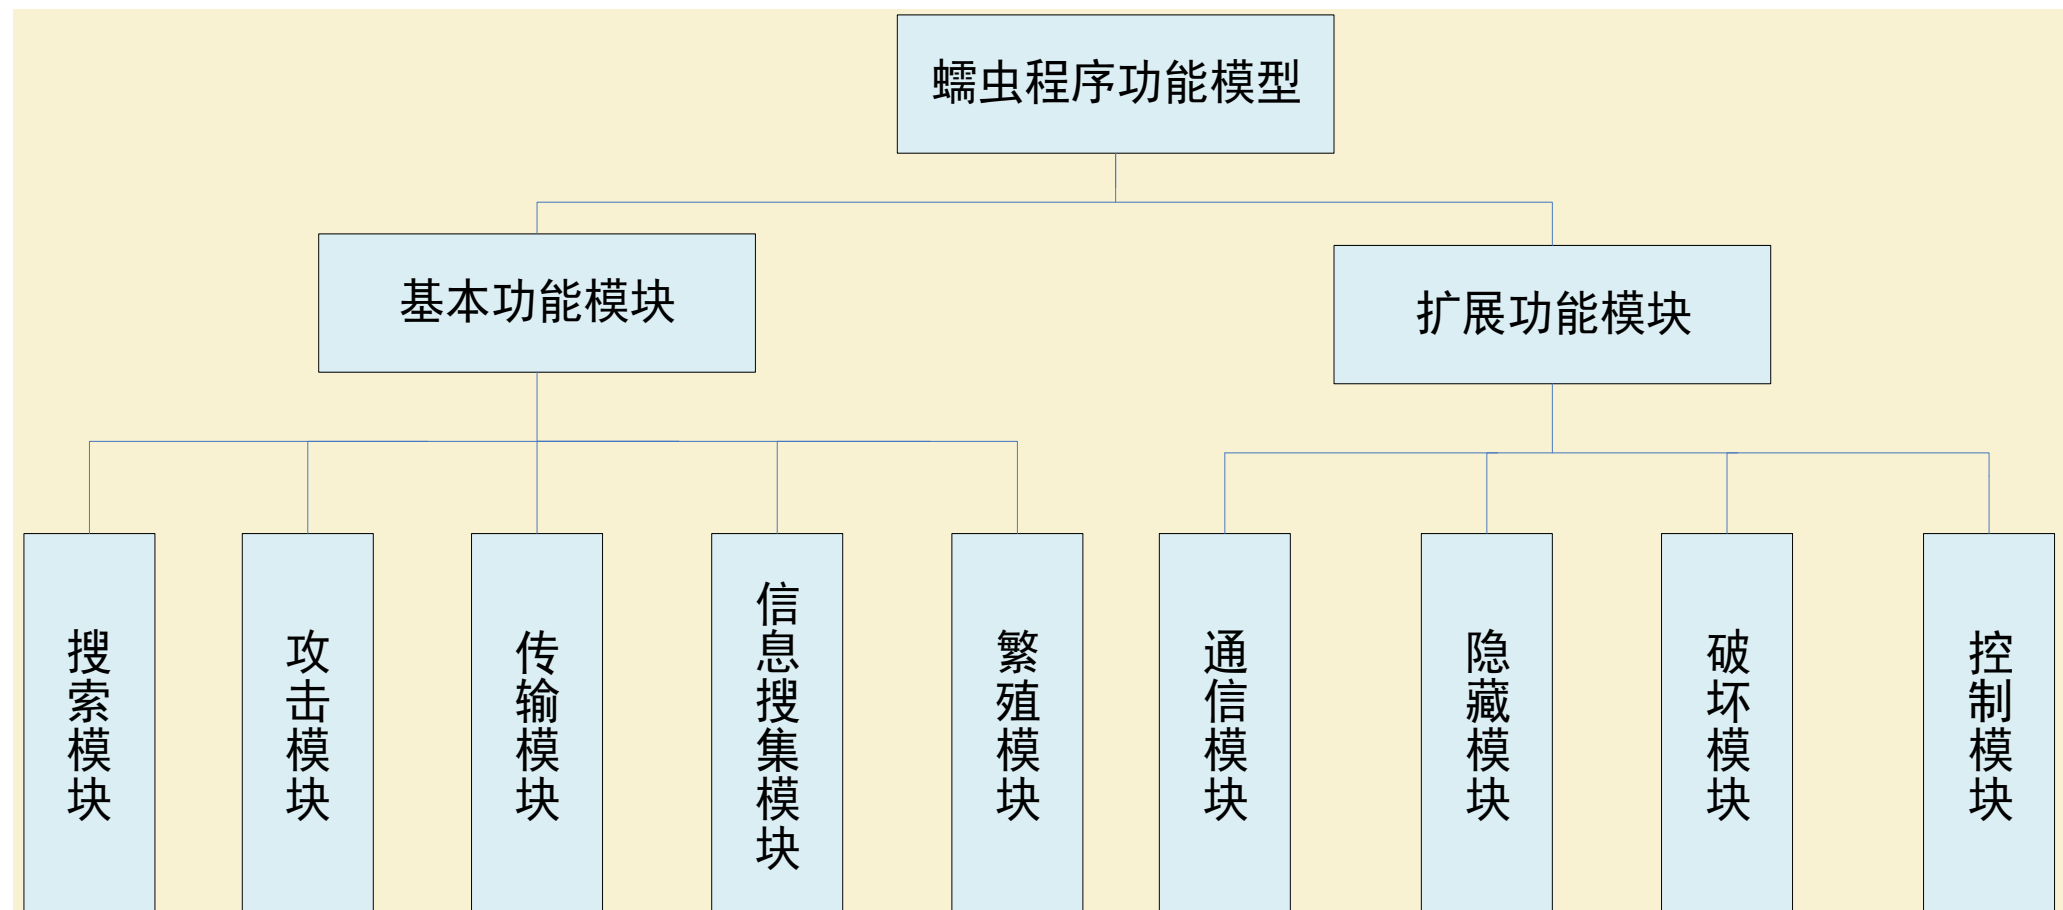 蠕虫程序功能模型
基本功能模块
扩展功能模块
搜索模块
攻击模块
传输模块
信息搜集模块
繁殖模块
通信模块
隐藏模块
破坏模块
控制模块